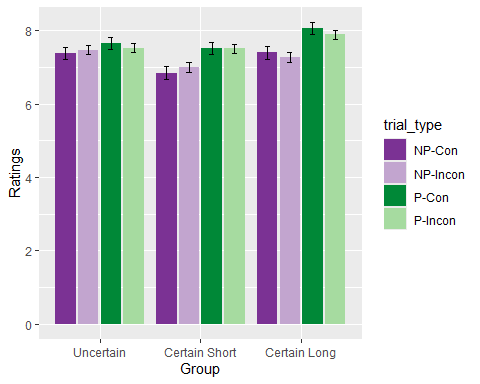 8
6
4
2
0
Ratings
Uncertain
Certain Short
Certain Long
Group
trial_type
NP-Con
NP-Incon
P-Con
P-Incon